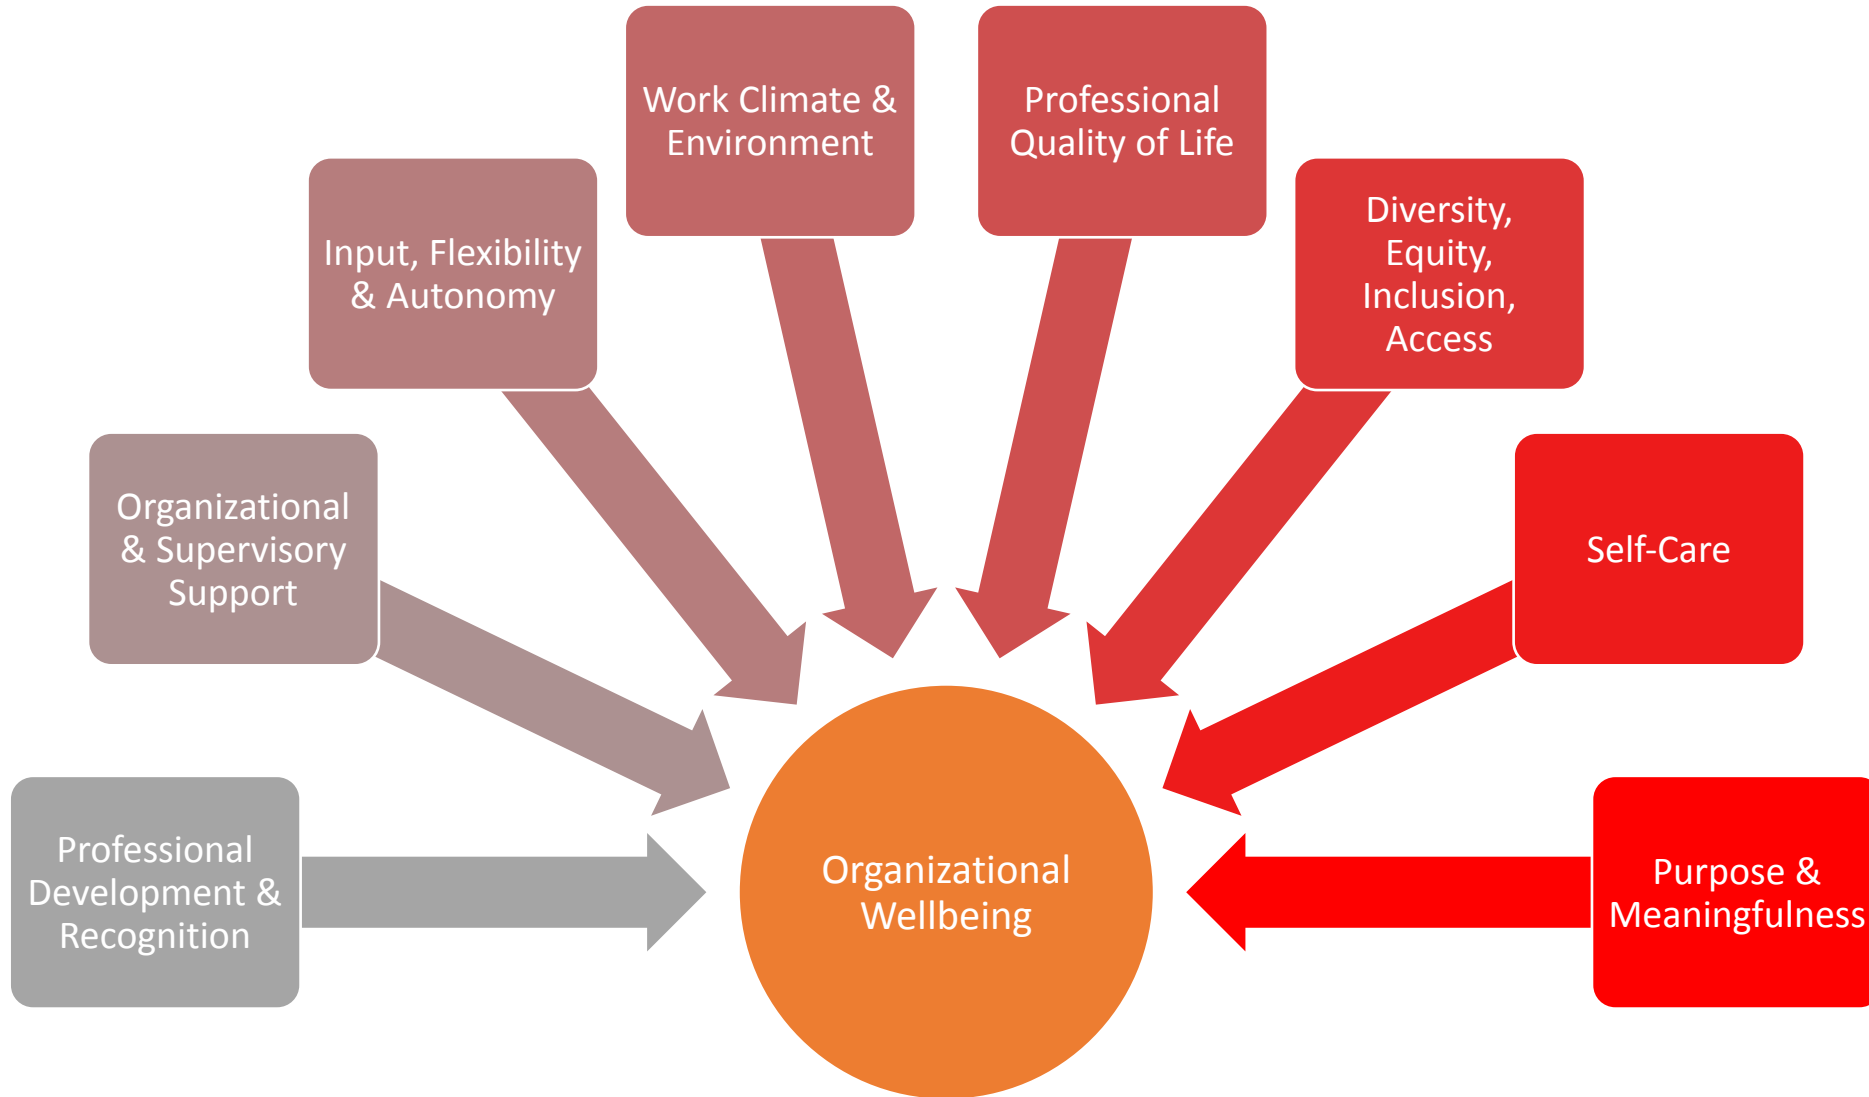 Professional
Development &
Recognition
Organizational
& Supervisory
Support
Input, Flexibility
& Autonomy
Work Climate &
Environment
Professional
Quality of Life
Diversity,
Equity,
Inclusion,
Access
Self-Care
Purpose &
Meaningfulness
Organizational
Wellbeing